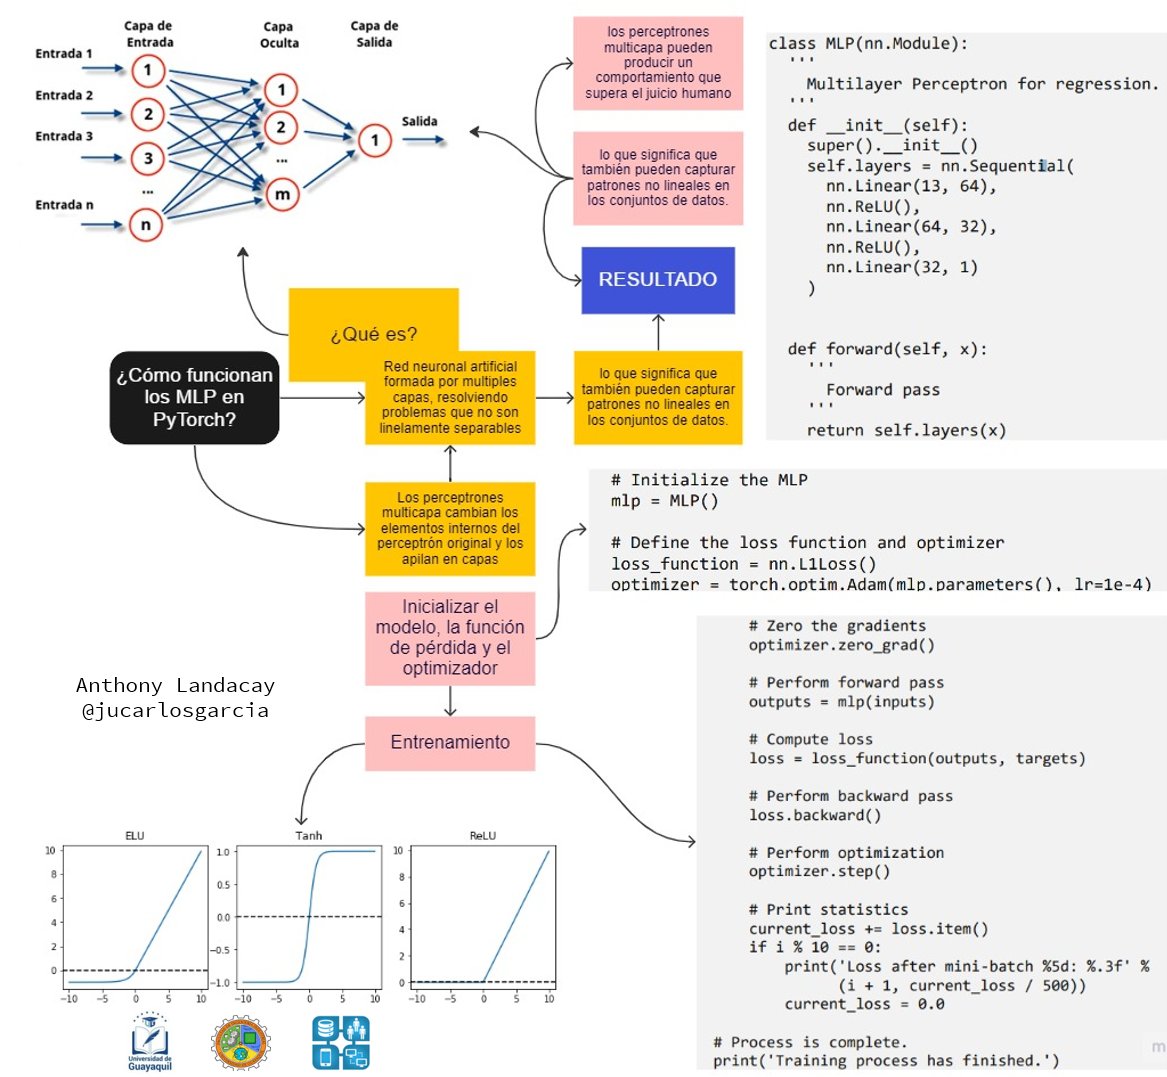 Capa de
Entrada
Capa
Oculta
Capa de
Salida
Entrada 1
Entrada 2
Entrada 3
...
Entrada n
1
2
3
...
n
1
2
...
m
1
Salida
los perceptrones
multicapa pueden
producir un
comportamiento que
supera el juicio humano
lo que significa que
también pueden capturar
patrones no lineales en
los conjuntos de datos.
RESULTADO
class MLP(nn.Module):
'''
Multilayer Perceptron for regression.
'''
def __init__(self):
super().__init__()
self.layers = nn.Sequential(
nn.Linear(13, 64),
nn.ReLU(),
nn.Linear(64, 32),
nn.ReLU(),
nn.Linear(32, 1)
)
def forward(self, x):
'''
Forward pass
'''
return self.layers(x)
¿Qué es?
¿Cómo funcionan
los MLP en
PyTorch?
Red neuronal artificial
formada por multiples
capas, resolviendo
problemas que no son
linelamente separables
lo que significa que
también pueden capturar
patrones no lineales en
los conjuntos de datos.
Los perceptrones
multicapa cambian los
elementos internos del
perceptrón original y los
apilan en capas
# Initialize the MLP
mlp = MLP()
# Define the loss function and optimizer
loss_function = nn.L1Loss()
optimizer = torch.optim.Adam(mlp.parameters(), lr=1e-4)
Inicializar el
modelo, la función
de pérdida y el
optimizador
Anthony Landacay
@jucarlosgarcia
Entrenamiento
# Zero the gradients
optimizer.zero_grad()
# Perform forward pass
outputs = mlp(inputs)
# Compute loss
loss = loss_function(outputs, targets)
# Perform backward pass
loss.backward()
# Perform optimization
optimizer.step()
# Print statistics
current_loss += loss.item()
if i % 10 == 0:
print('Loss after mini-batch %5d: %.3f' %
(i + 1, current_loss / 500))
current_loss = 0.0
# Process is complete.
print('Training process has finished.')
m
ELU
10
8
6
4
2
0
−10 −5 0 5 10
Tanh
1.0
0.5
0.0
−0.5
−1.0
−10 −5 0 5 10
ReLU
10
8
6
4
2
0
−10 −5 0 5 10
Universidad de
Guayaquil